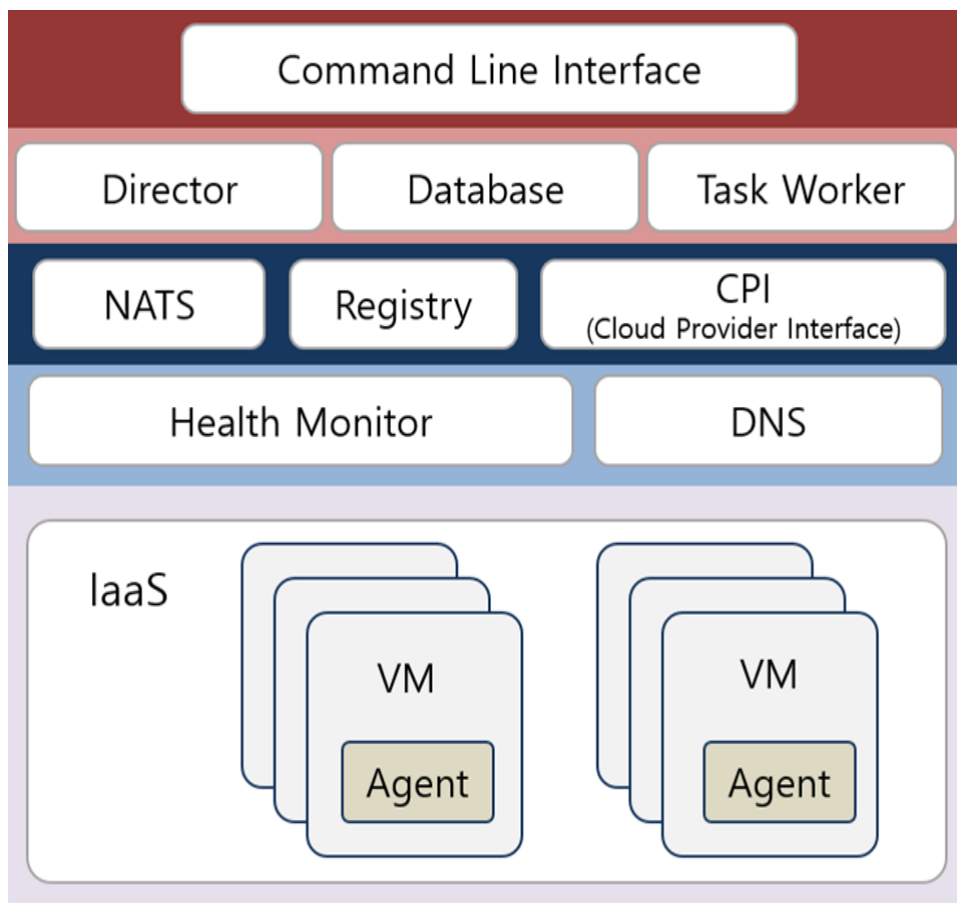 Command Line Interface
Director
Database
Task Worker
NATS
Registry
CPI
(Cloud Provider Interface)
Health Monitor
DNS
IaaS
VM
Agent
VM
Agent